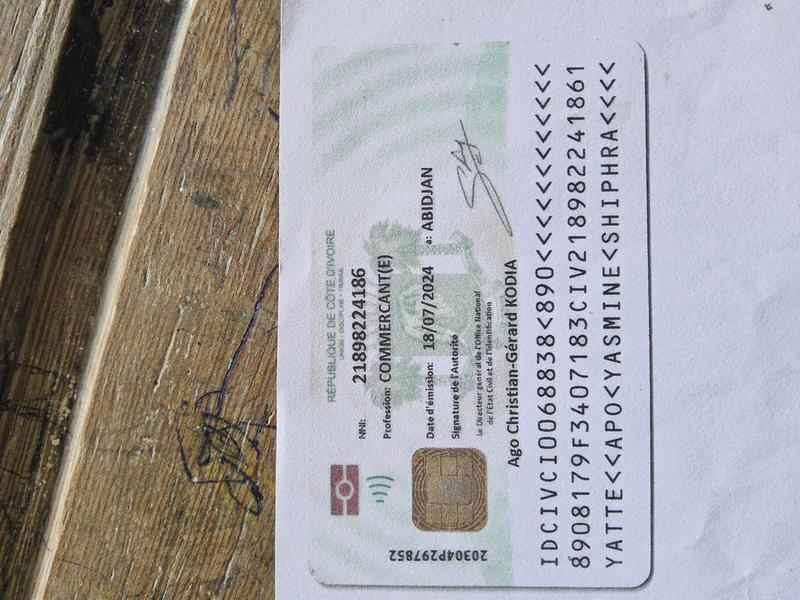 RÉPUBLIQUE DE CÔTE D'IVOIRE
UNION - DISCIPLINE - TRAVAIL
NNI: 21898224186
Profession: COMMERCANT(E)
Date d'émission: 18/07/2024 à: ABIDJAN
Signature de l'Autorité
Le Directeur général de l'Office National
de l'Etat Civil et de l'Identification
Ago Christian-Gérard KODIA
20304P297852
IDCIVCI0068838<890<<<<<<<<<<<<
8908179F3407183CIV218982241861
YATTE<<APO<YASMINE<SHIPHRA<<<<